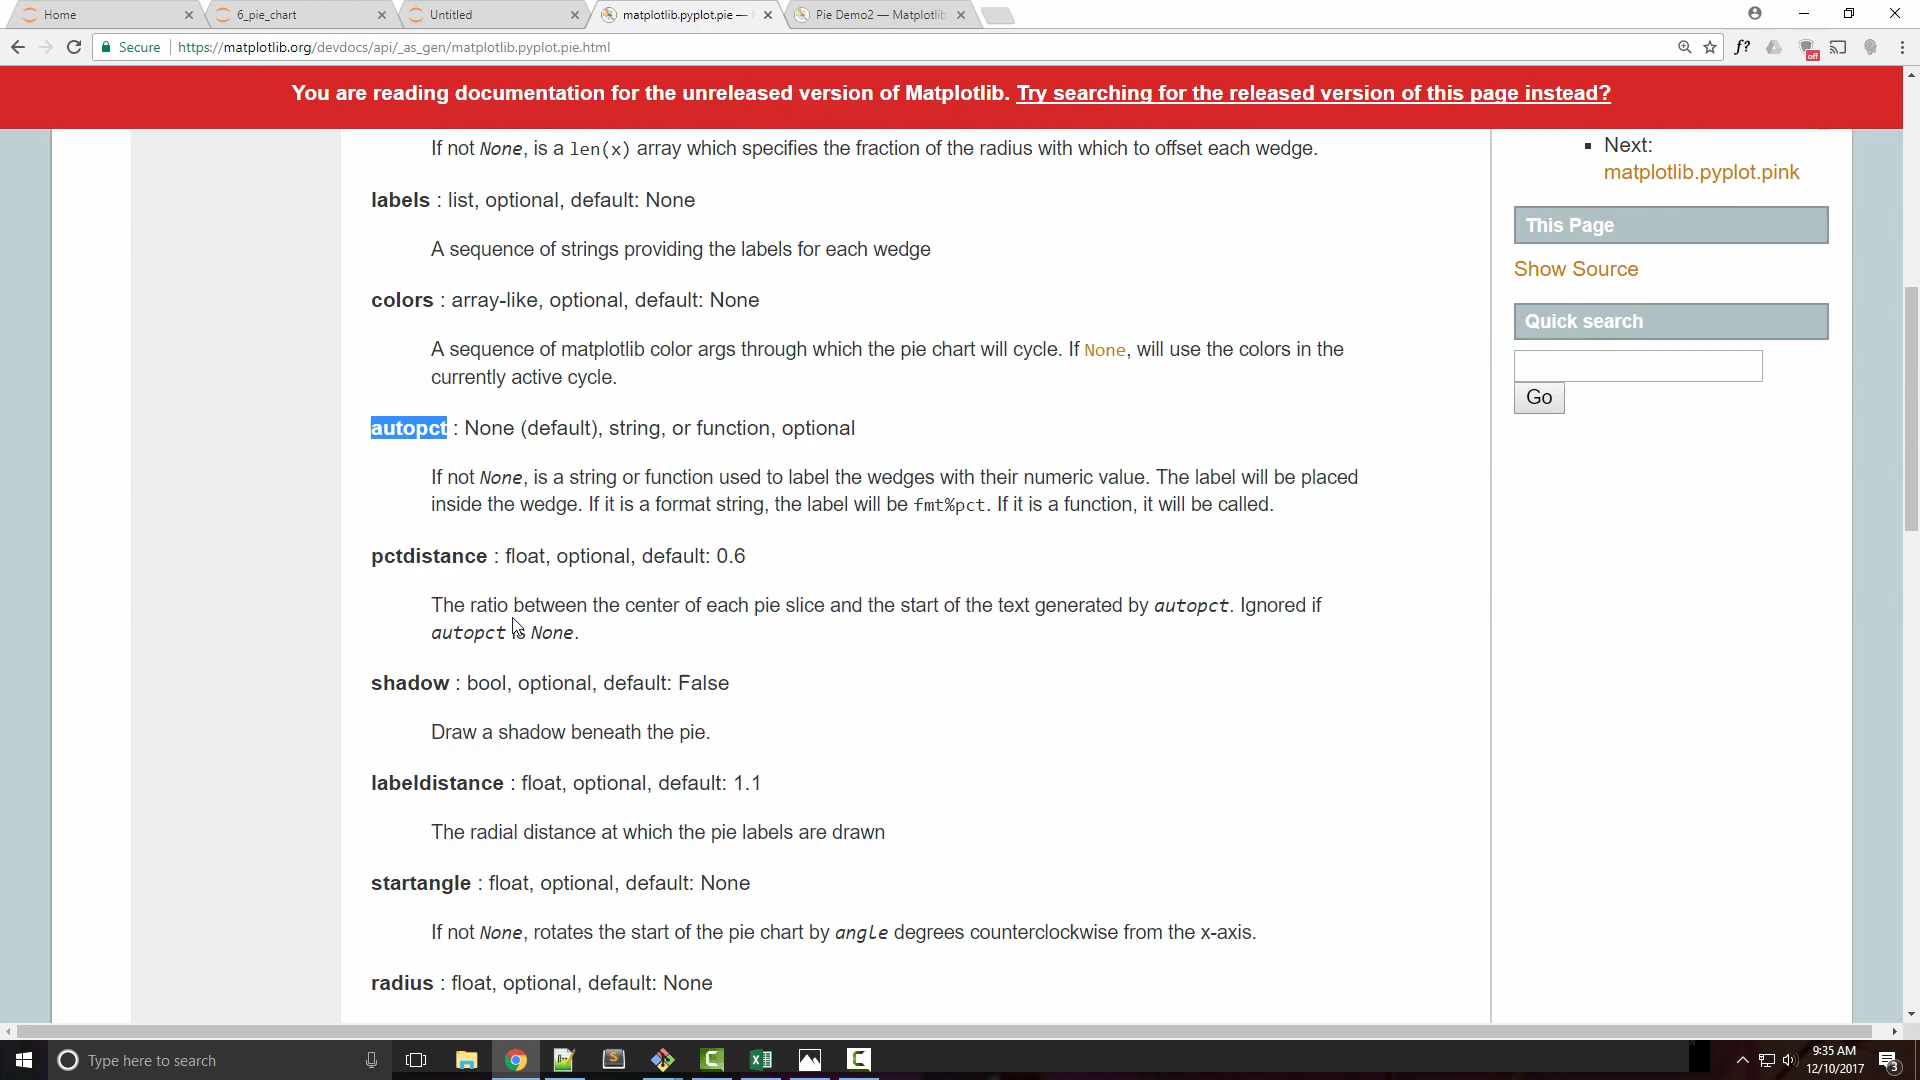 Home
6_pie_chart
Untitled
matplotlib.pyplot.pie —
Pie Demo2 — Matplotlib
Secure
https://matplotlib.org/devdocs/api/_as_gen/matplotlib.pyplot.pie.html
f?
off
You are reading documentation for the unreleased version of Matplotlib. Try searching for the released version of this page instead?
If not None, is a len(x) array which specifies the fraction of the radius with which to offset each wedge.
labels : list, optional, default: None
A sequence of strings providing the labels for each wedge
colors : array-like, optional, default: None
A sequence of matplotlib color args through which the pie chart will cycle. If None, will use the colors in the
currently active cycle.
autopct : None (default), string, or function, optional
If not None, is a string or function used to label the wedges with their numeric value. The label will be placed
inside the wedge. If it is a format string, the label will be fmt%pct. If it is a function, it will be called.
pctdistance : float, optional, default: 0.6
The ratio between the center of each pie slice and the start of the text generated by autopct. Ignored if
autopct is None.
shadow : bool, optional, default: False
Draw a shadow beneath the pie.
labeldistance : float, optional, default: 1.1
The radial distance at which the pie labels are drawn
startangle : float, optional, default: None
If not None, rotates the start of the pie chart by angle degrees counterclockwise from the x-axis.
radius : float, optional, default: None
Next:
matplotlib.pyplot.pink
This Page
Show Source
Quick search
Go
Type here to search
9:35 AM
12/10/2017
3